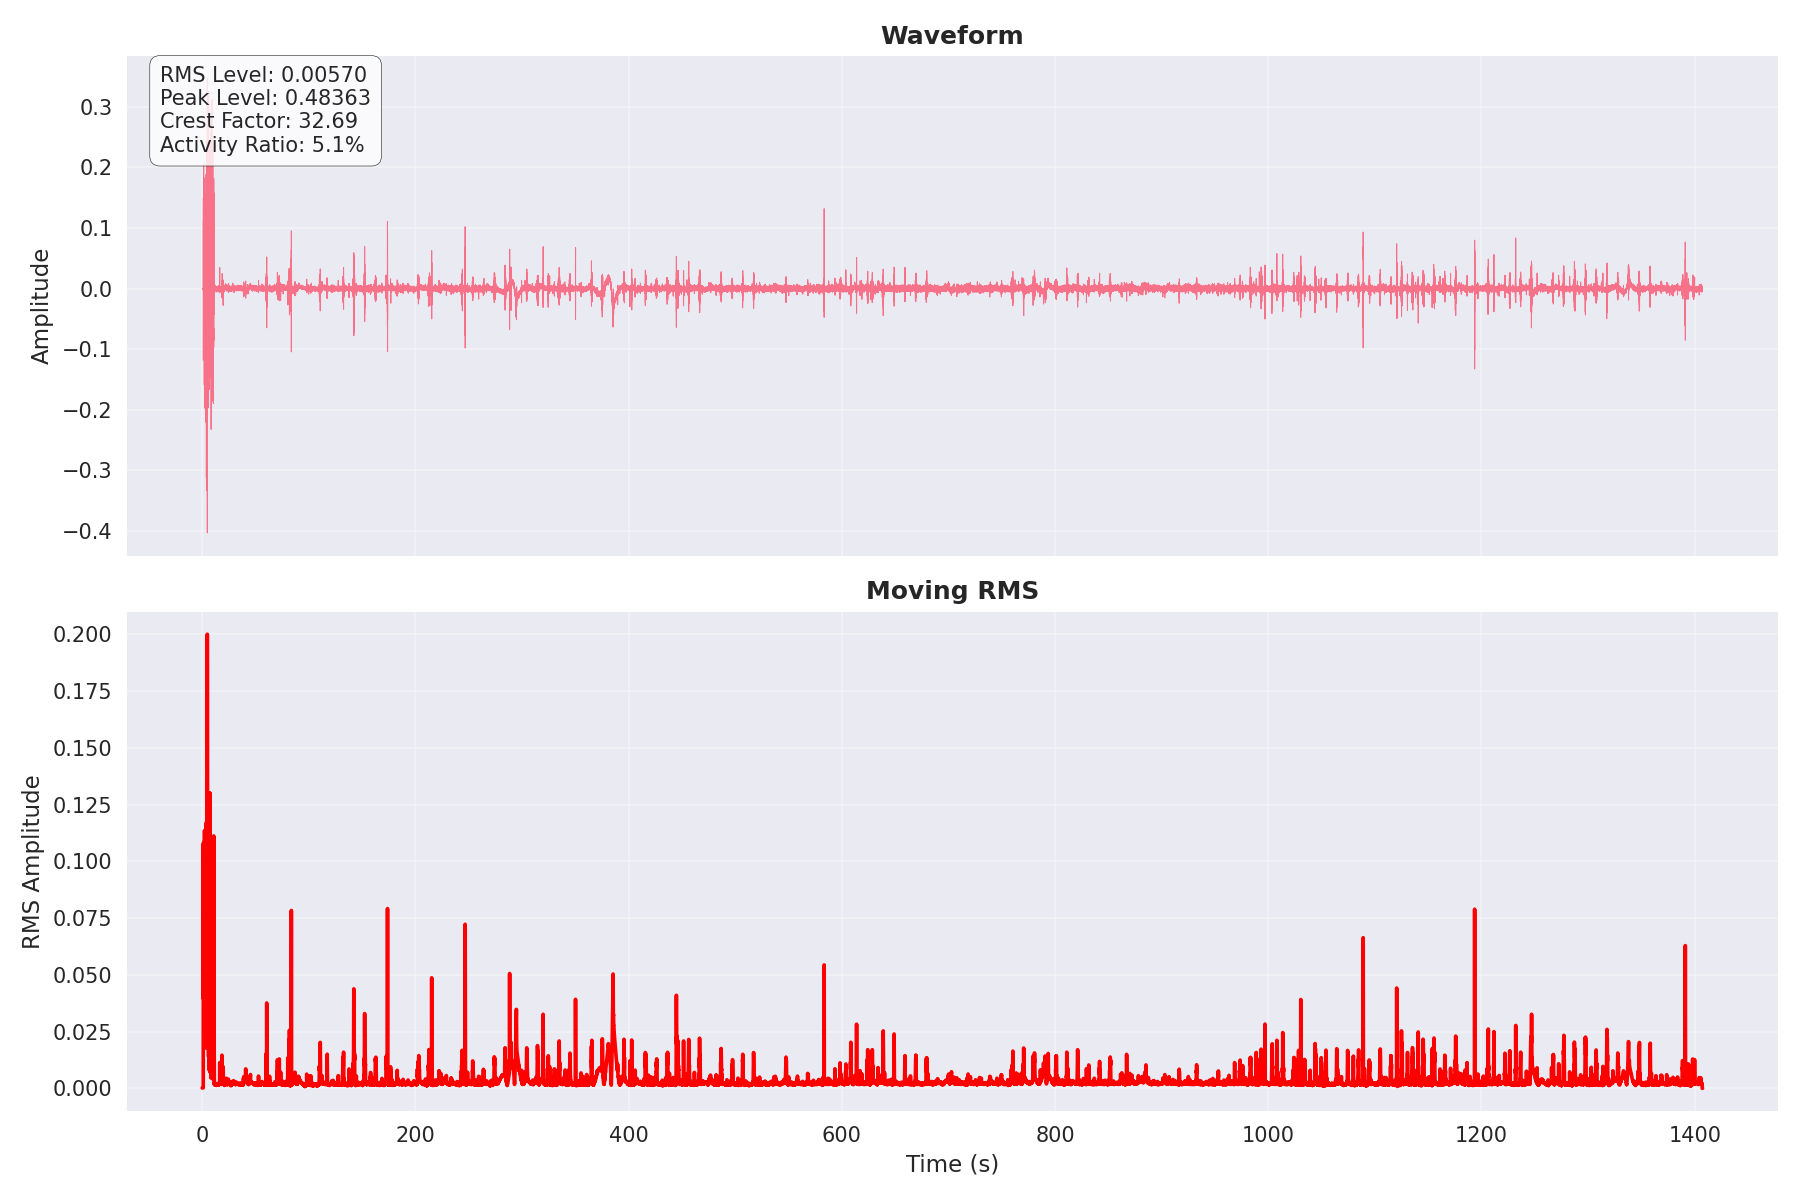 Waveform
RMS Level: 0.00570
Peak Level: 0.48363
Crest Factor: 32.69
Activity Ratio: 5.1%
Amplitude
0.3
0.2
0.1
0.0
−0.1
−0.2
−0.3
−0.4
Moving RMS
RMS Amplitude
0.200
0.175
0.150
0.125
0.100
0.075
0.050
0.025
0.000
0 200 400 600 800 1000 1200 1400
Time (s)